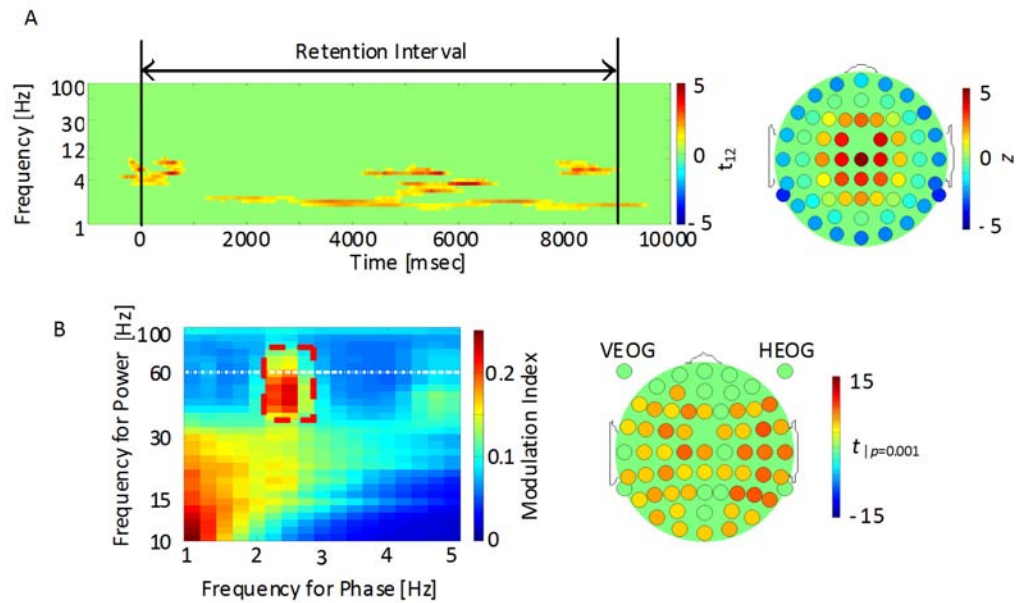 A
Retention Interval
Frequency [Hz]
100
30
12
4
1
0
2000
4000
6000
8000
10000
Time [msec]
5
0
- 5
t12
5
0
- 5
z
B
Frequency for Power [Hz]
100
60
30
15
10
1
2
3
4
5
Frequency for Phase [Hz]
0.2
0.1
0
Modulation Index
VEOG
HEOG
15
-15
t |p=0.001